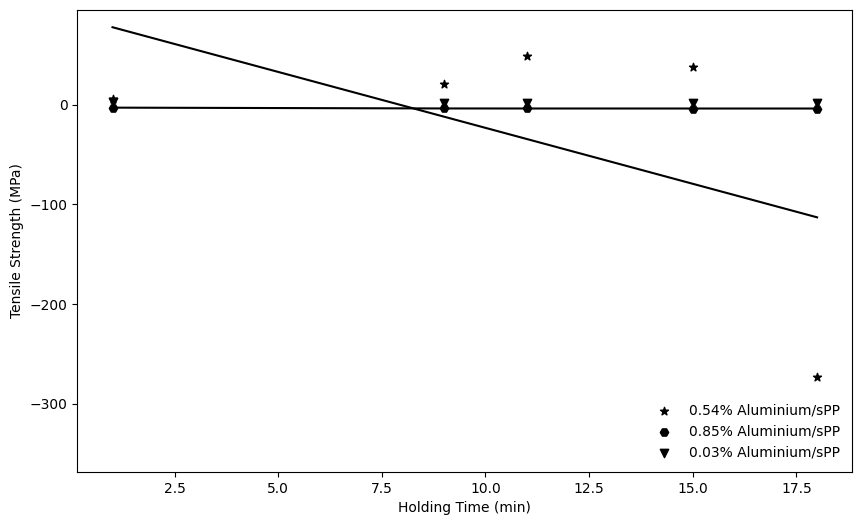 0
−100
−200
−300
Tensile Strength (MPa)
2.5 5.0 7.5 10.0 12.5 15.0 17.5
Holding Time (min)
0.54% Aluminium/sPP
0.85% Aluminium/sPP
0.03% Aluminium/sPP